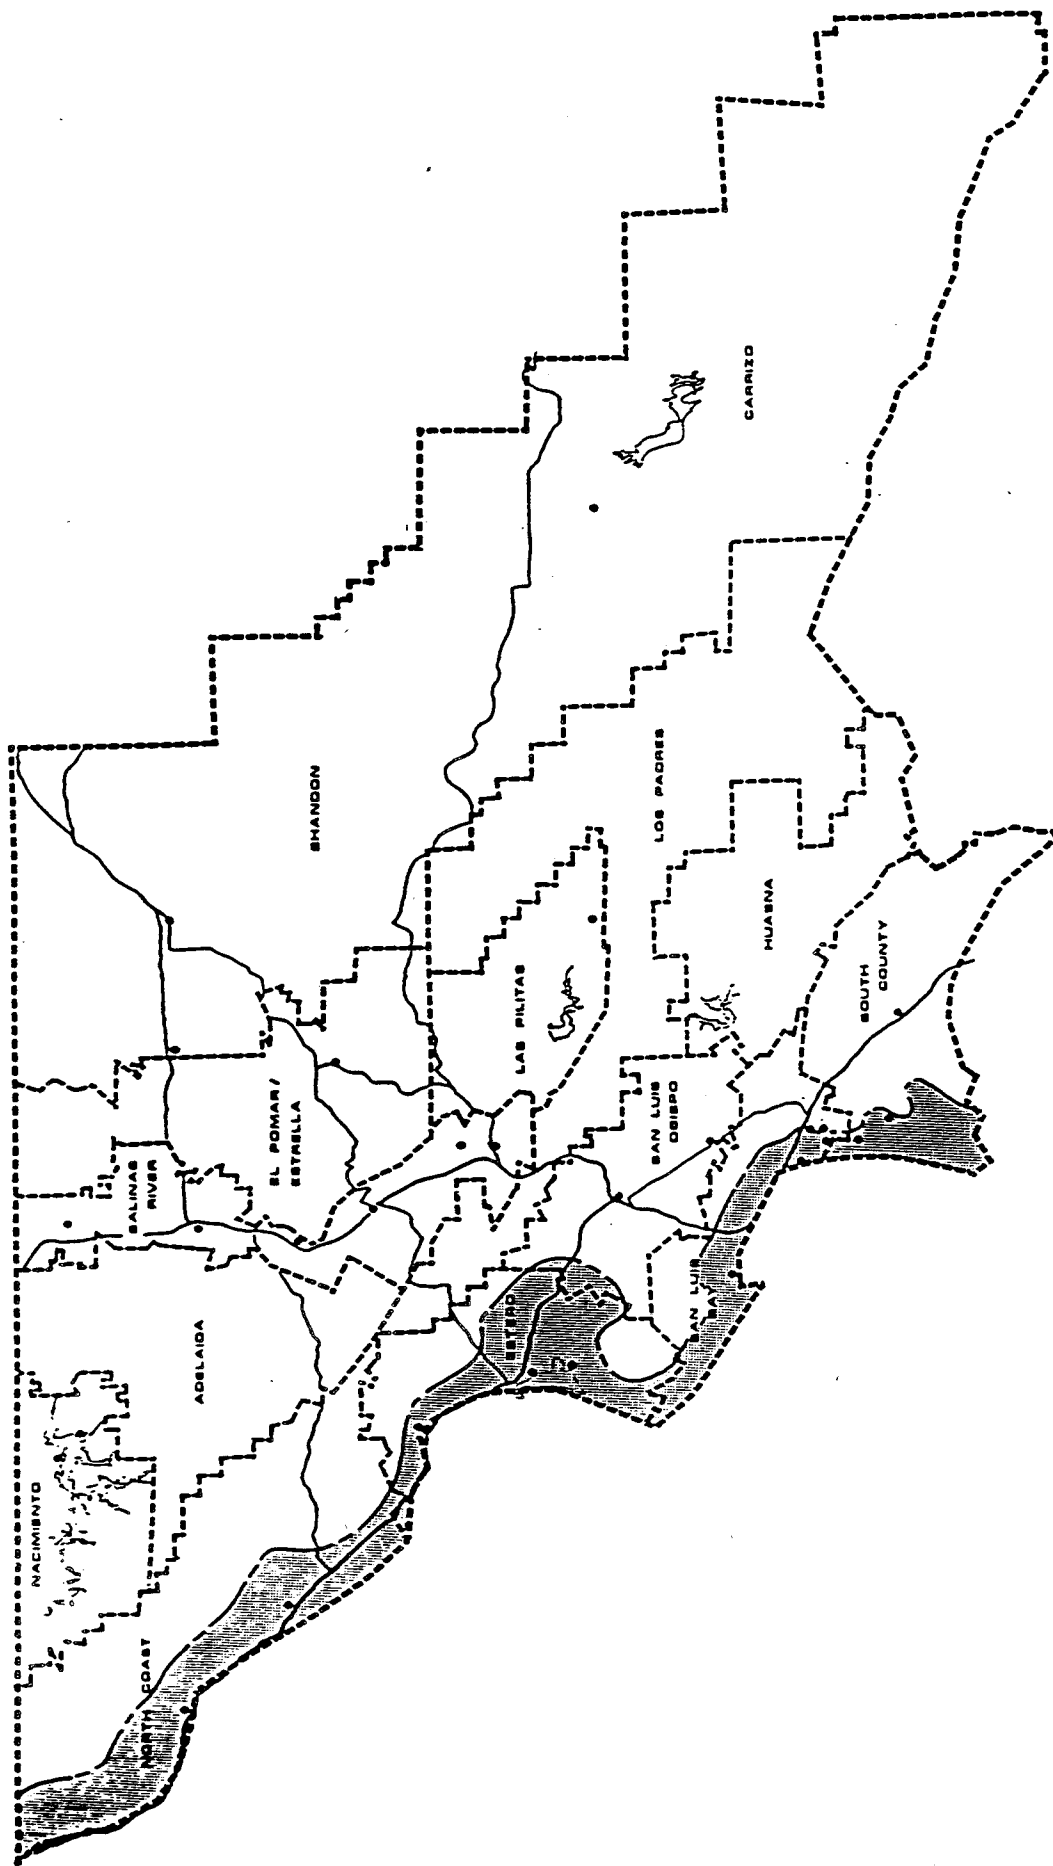 NACIMIENTO
NORTH COAST
ADELAIDA
SALINAS
RIVER
EL POMAR/
ESTRELLA
SHANDON
ESTERO
LAS PILITAS
LOS PADRES
CARRIZO
SAN LUIS
OBISPO
SAN LUIS
BAY
HUASNA
SOUTH
COUNTY